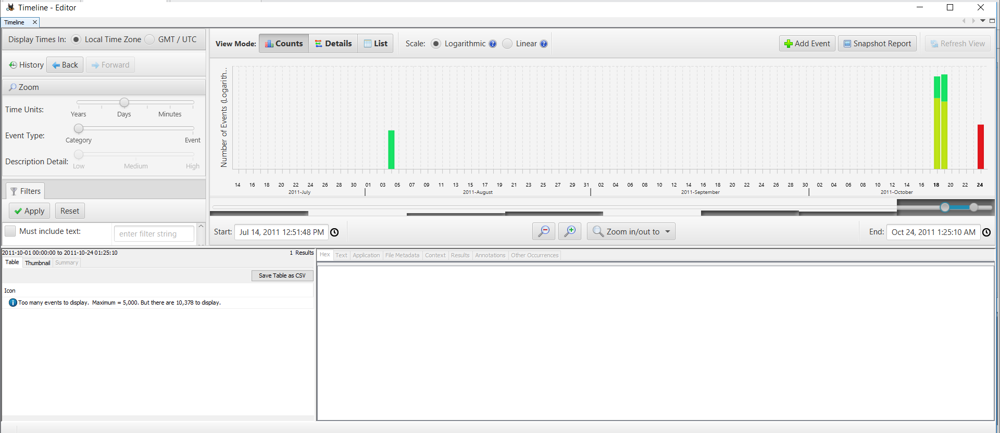 Timeline - Editor
Timeline
Display Times In: Local Time Zone GMT / UTC
View Mode: Counts Details List Scale: Logarithmic Linear Add Event Snapshot Report Refresh View
History Back Forward
Zoom
Time Units:
Years Days Minutes
Event Type:
Category Event
Description Detail:
Low Medium High
Filters
Apply Reset
Must include text: enter filter string
Number of Events (Logarith...
14 16 18 20 22 24 26 28 30 01 03 05 07 09 11 13 15 17 19 21 23 25 27 29 31 02 04 06 08 10 12 14 16 18 20 22 24 26 28 30 02 04 06 08 10 12 14 16 18 20 22 24
2011-July 2011-August 2011-September 2011-October
Start: Jul 14, 2011 12:51:48 PM Zoom in/out to End: Oct 24, 2011 1:25:10 AM
2011-10-01 00:00:00 to 2011-10-24 01:25:10 1 Results
Table Thumbnail Summary
Save Table as CSV
Icon
Too many events to display. Maximum = 5,000. But there are 10,378 to display.
Hex Text Application File Metadata Context Results Annotations Other Occurrences